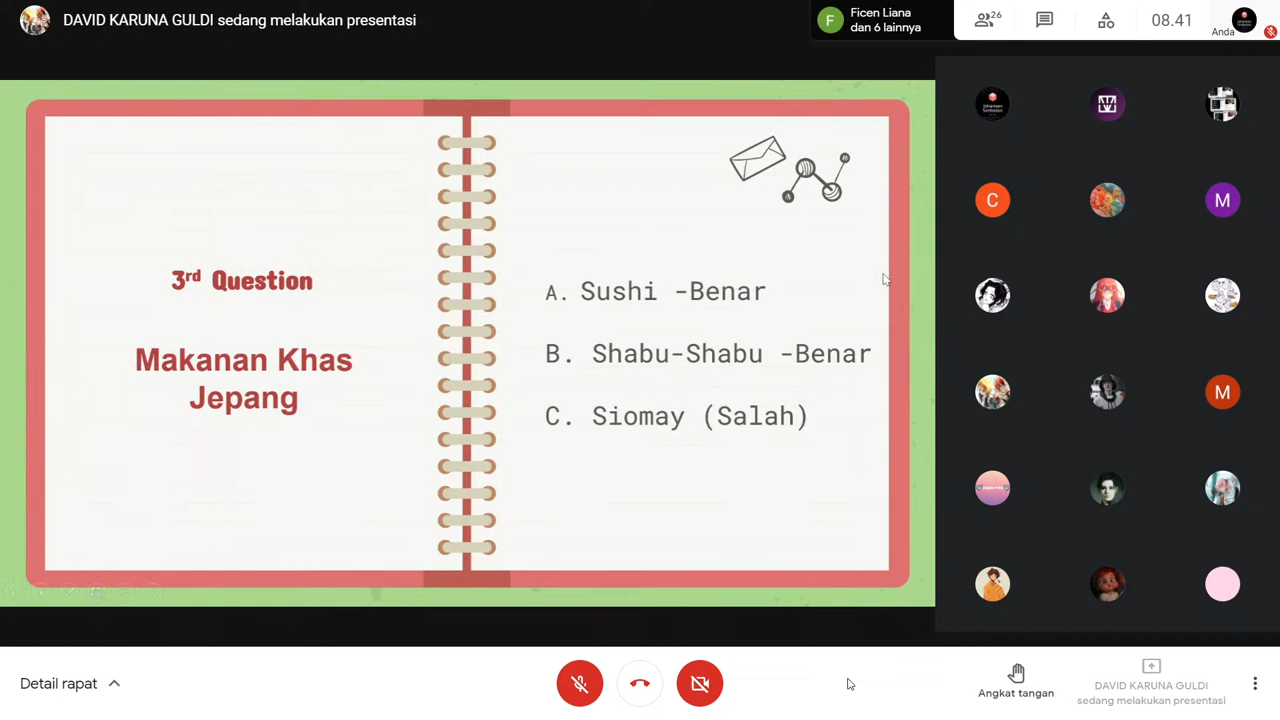 DAVID KARUNA GULDI sedang melakukan presentasi
F
Ficen Liana
dan 6 lainnya
26
08.41
Anda
3rd Question
Makanan Khas
Jepang
A. Sushi -Benar
B. Shabu-Shabu -Benar
C. Siomay (Salah)
C
M
M
Detail rapat
Angkat tangan
DAVID KARUNA GULDI
sedang melakukan presentasi